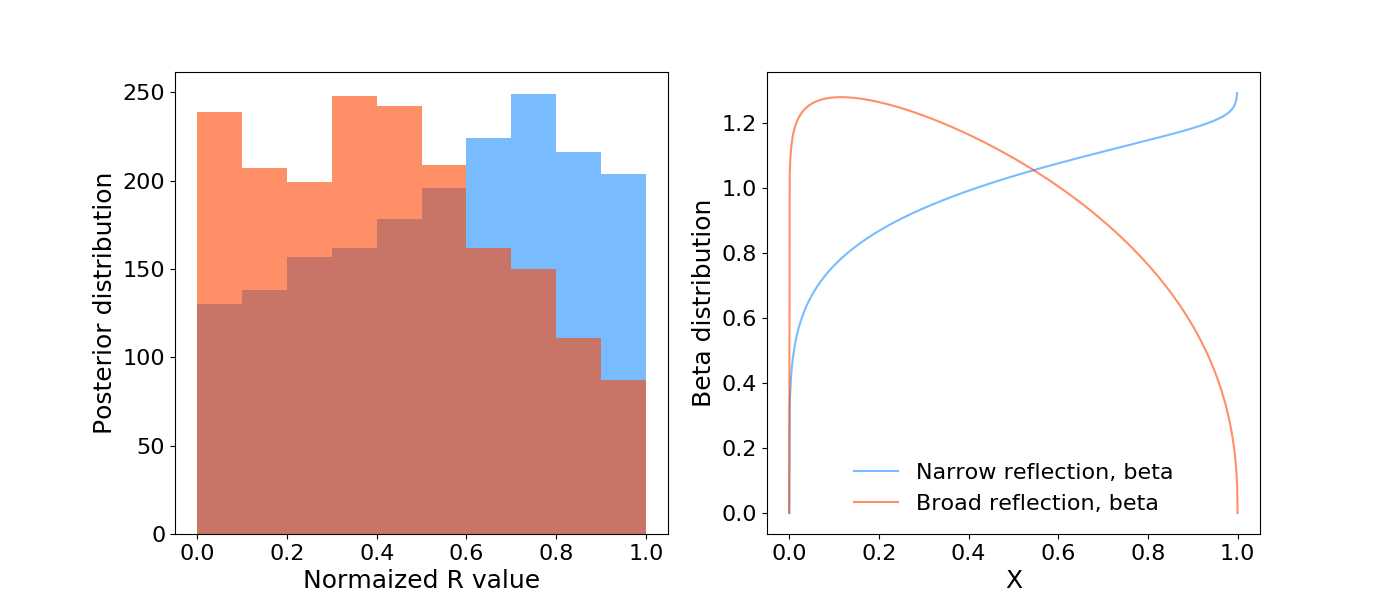 Posterior distribution
250
200
150
100
50
0
0.0 0.2 0.4 0.6 0.8 1.0
Normaized R value
Beta distribution
1.2
1.0
0.8
0.6
0.4
0.2
0.0
Narrow reflection, beta
Broad reflection, beta
0.0 0.2 0.4 0.6 0.8 1.0
X